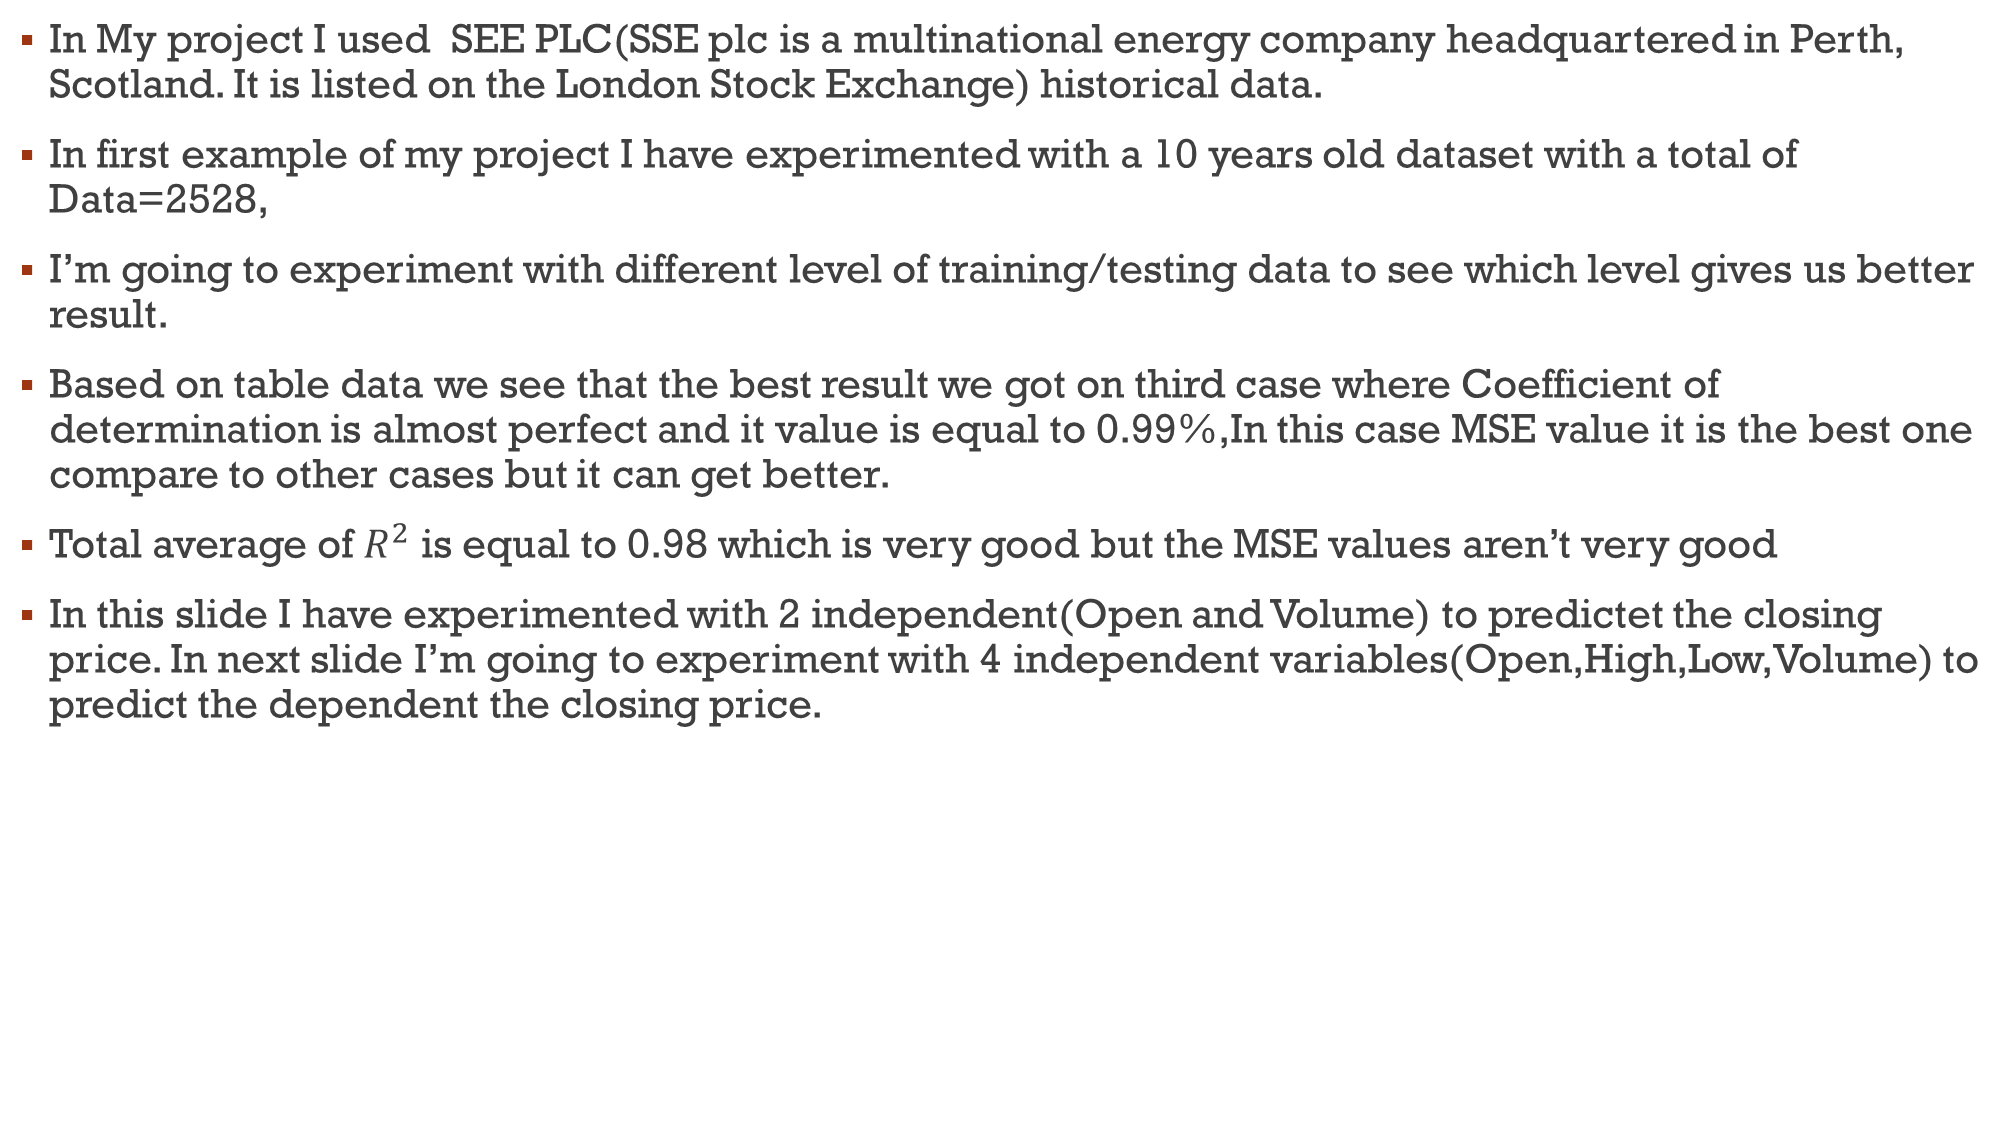 ▪ In My project I used  SEE PLC(SSE plc is a multinational energy company headquartered in Perth,
Scotland. It is listed on the London Stock Exchange) historical data.
▪ In first example of my project I have experimented with a 10 years old dataset with a total of
Data=2528,
▪ I’m going to experiment with different level of training/testing data to see which level gives us better
result.
▪ Based on table data we see that the best result we got on third case where Coefficient of
determination is almost perfect and it value is equal to 0.99%,In this case MSE value it is the best one
compare to other cases but it can get better.
▪ Total average of R² is equal to 0.98 which is very good but the MSE values aren’t very good
▪ In this slide I have experimented with 2 independent(Open and Volume) to predictet the closing
price. In next slide I’m going to experiment with 4 independent variables(Open,High,Low,Volume) to
predict the dependent the closing price.